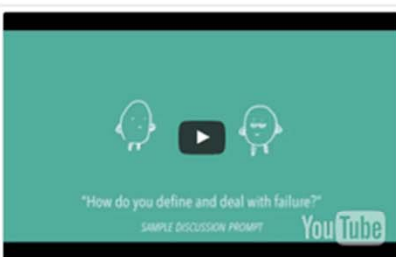 "How do you define and deal with failure?"
SAMPLE DISCUSSION PROMPT
YouTube